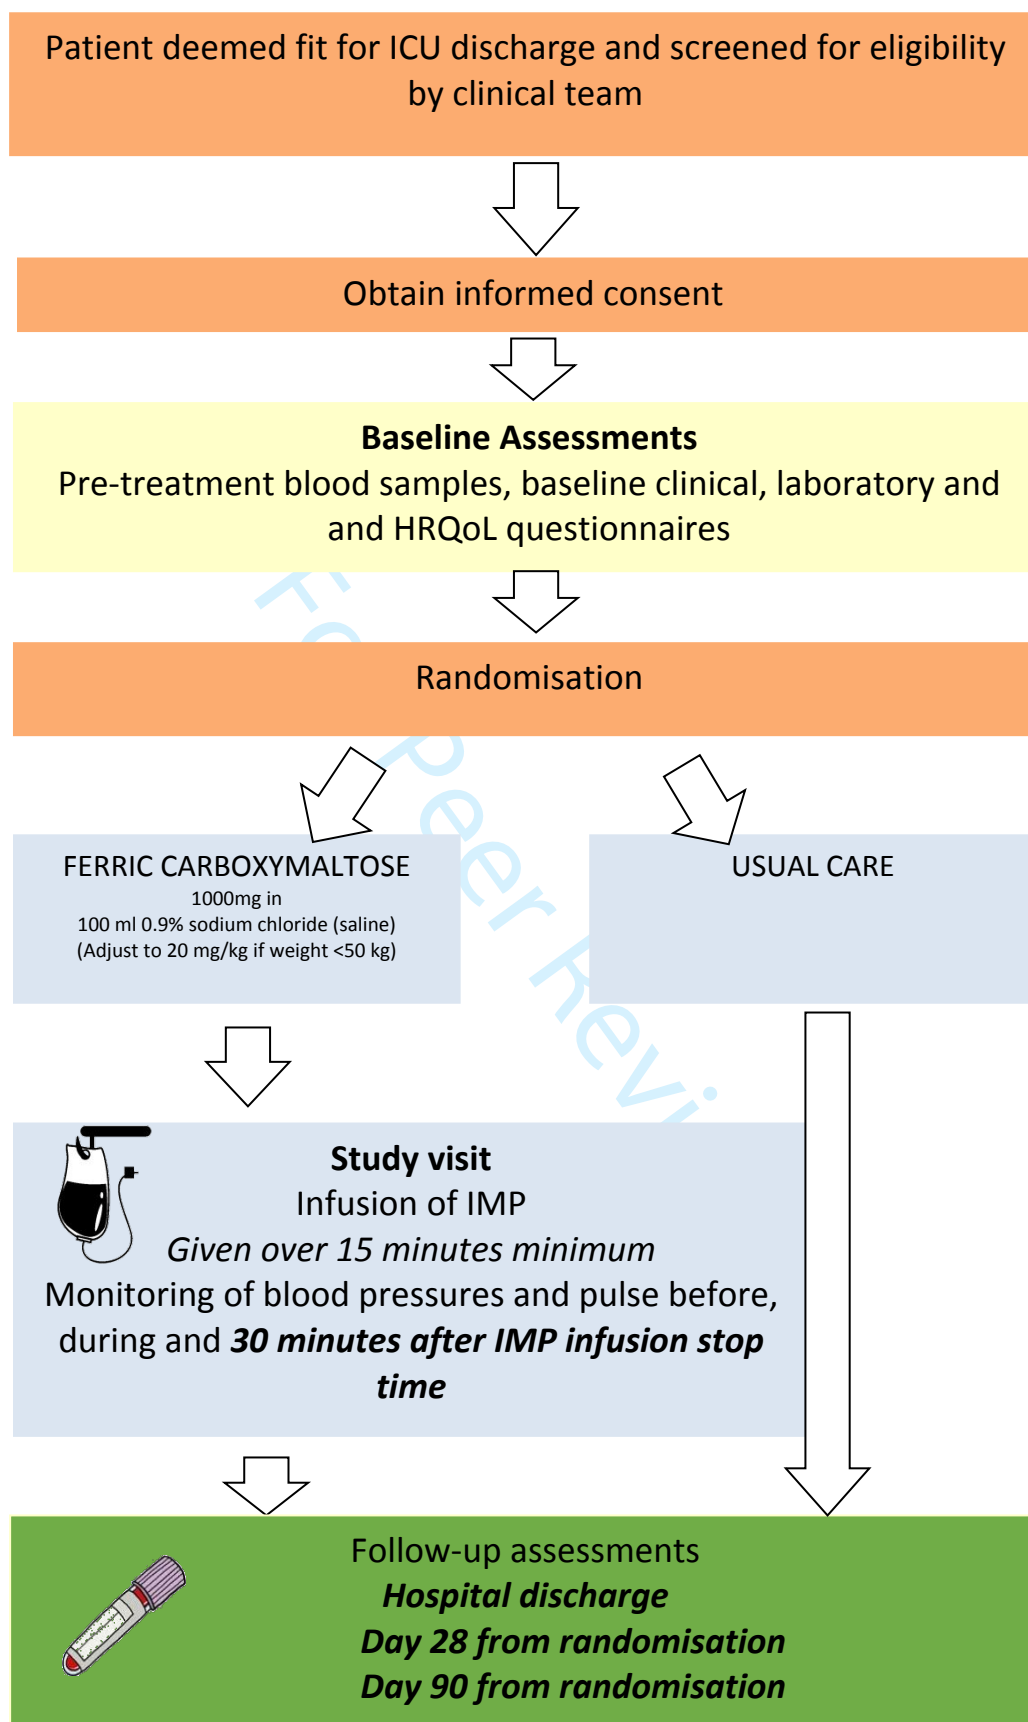 Patient deemed fit for ICU discharge and screened for eligibility
by clinical team
Obtain informed consent
Baseline Assessments
Pre-treatment blood samples, baseline clinical, laboratory and
and HRQoL questionnaires
Randomisation
FERRIC CARBOXYMALTOSE
1000mg in
100 ml 0.9% sodium chloride (saline)
(Adjust to 20 mg/kg if weight <50 kg)
USUAL CARE
Study visit
Infusion of IMP
Given over 15 minutes minimum
Monitoring of blood pressures and pulse before,
during and 30 minutes after IMP infusion stop
time
Follow-up assessments
Hospital discharge
Day 28 from randomisation
Day 90 from randomisation